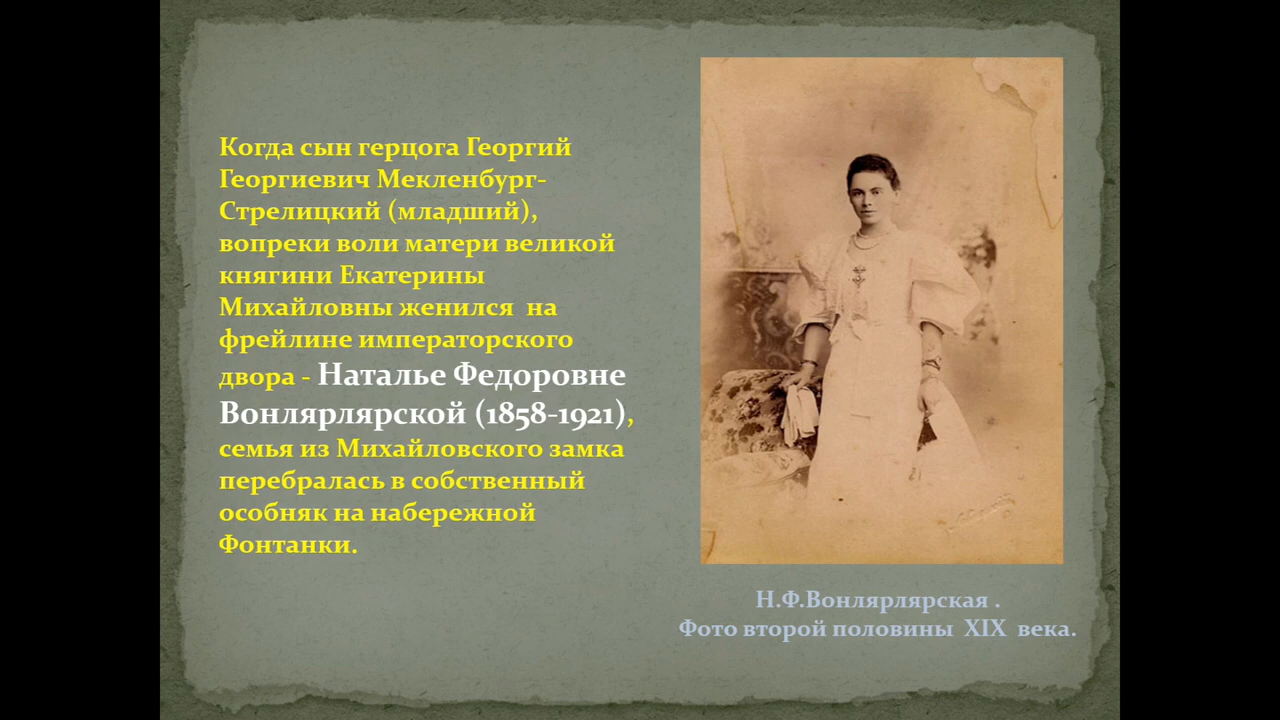 Когда сын герцога Георгий
Георгиевич Мекленбург-
Стрелицкий (младший),
вопреки воли матери великой
княгини Екатерины
Михайловны женился на
фрейлине императорского
двора - Наталье Федоровне
Вонлярлярской (1858-1921),
семья из Михайловского замка
перебралась в собственный
особняк на набережной
Фонтанки.
Н.Ф.Вонлярлярская .
Фото второй половины XIX века.